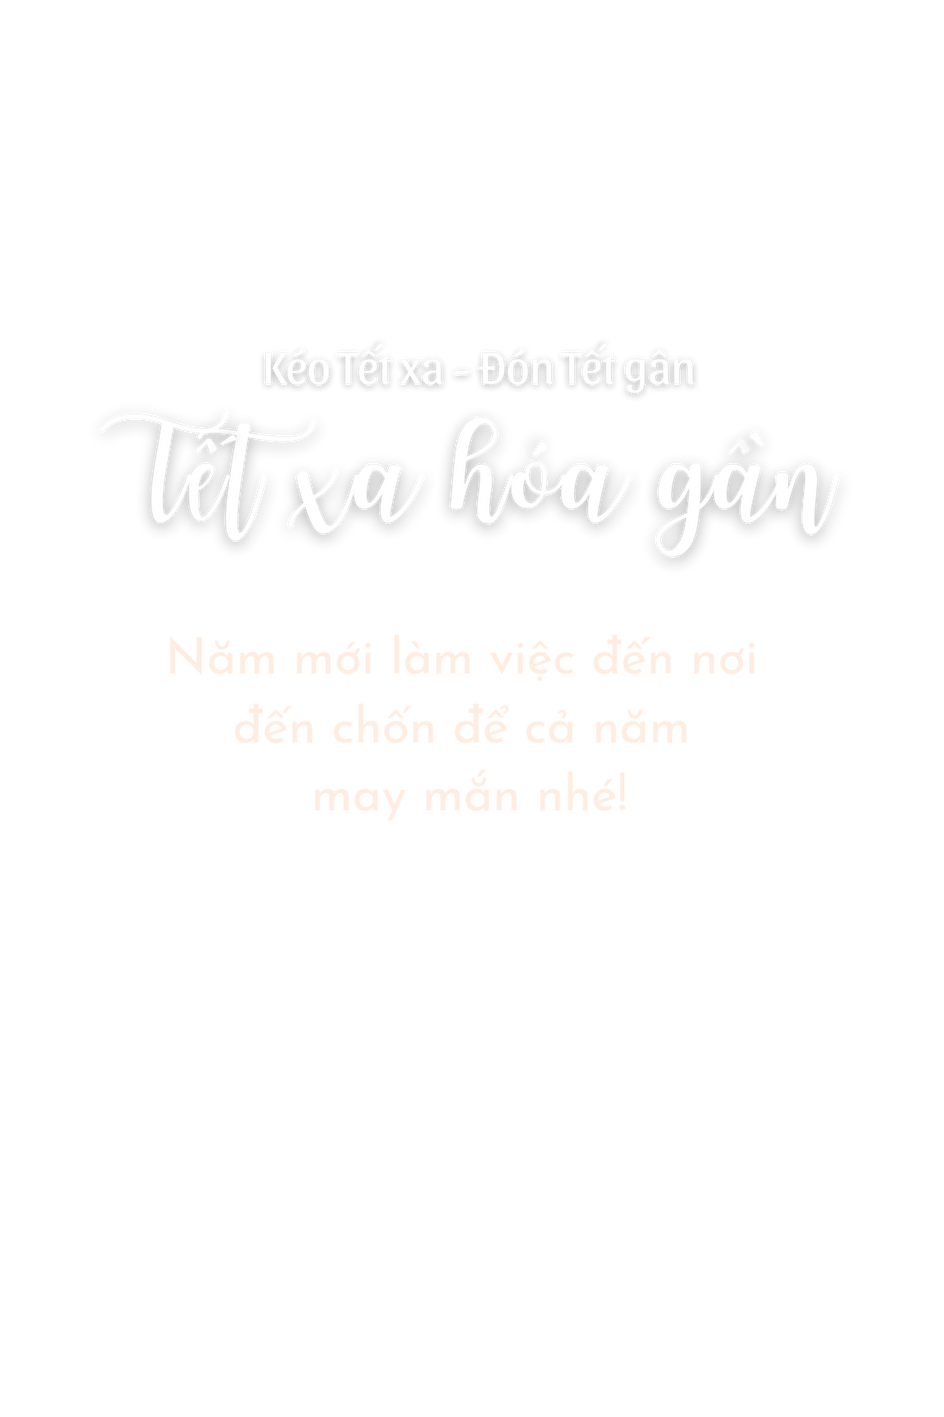 Kéo Tết xa - Đón Tết gân
Tết xa hóa gần
Năm mới làm việc đến nơi
đến chốn để cả năm
may mắn nhé!